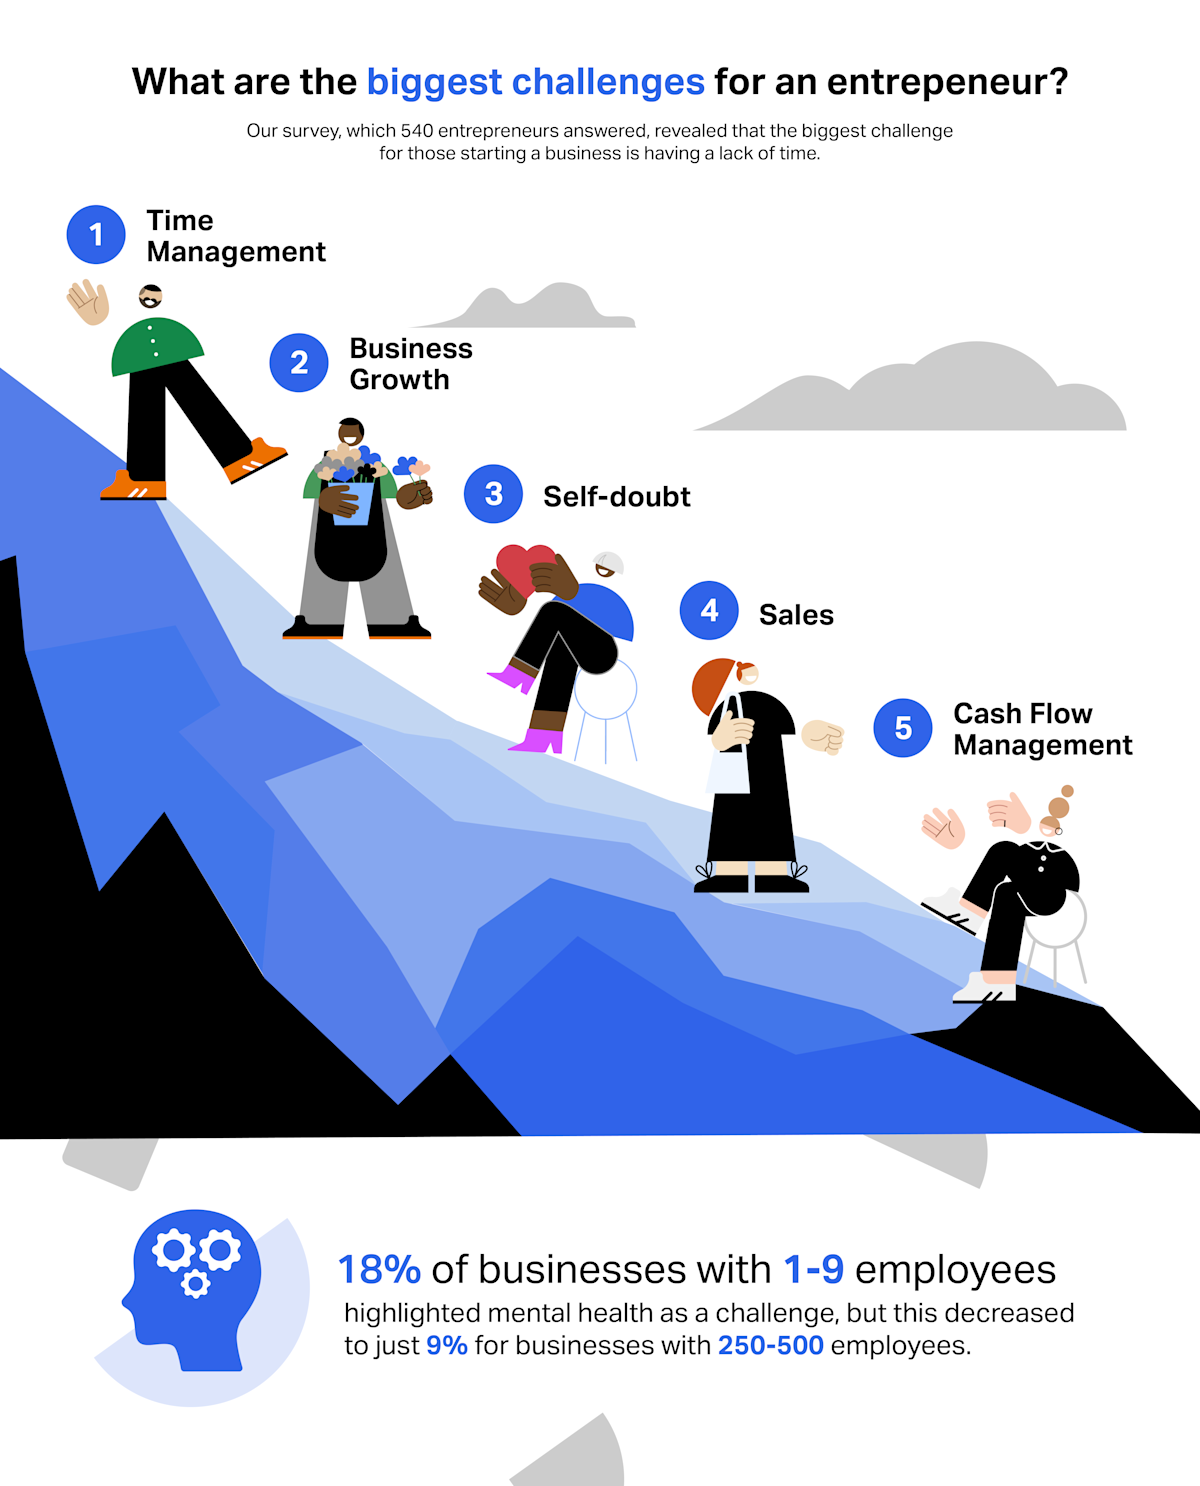 What are the biggest challenges for an entrepeneur?
Our survey, which 540 entrepreneurs answered, revealed that the biggest challenge
for those starting a business is having a lack of time.
1
Time
Management
2
Business
Growth
3
Self-doubt
4
Sales
5
Cash Flow
Management
18% of businesses with 1-9 employees
highlighted mental health as a challenge, but this decreased
to just 9% for businesses with 250-500 employees.